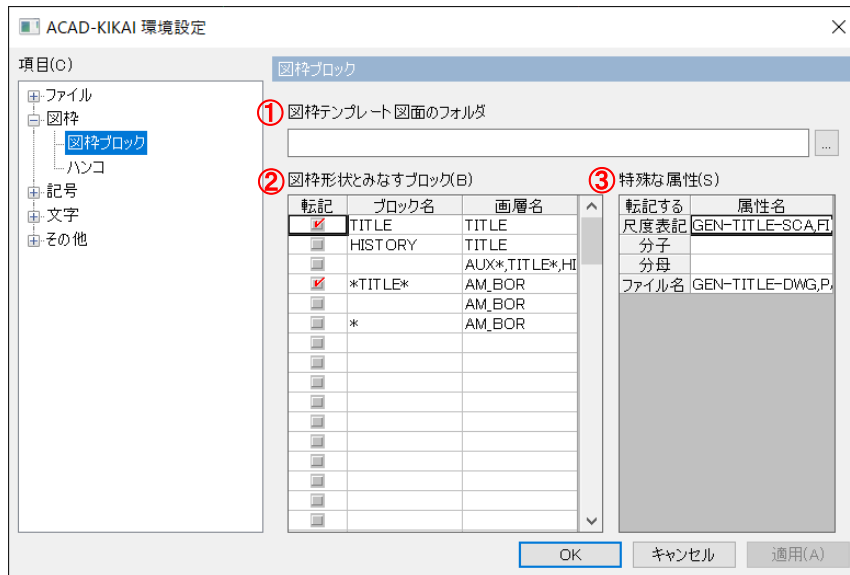 ACAD-KIKAI 環境設定
項目(C)
ファイル
図枠
図枠ブロック
ハンコ
記号
文字
その他
図枠ブロック
① 図枠テンプレート図面のフォルダ
...
② 図枠形状とみなすブロック(B)
転記 ブロック名 画層名
TITLE TITLE
HISTORY TITLE
AUX*,TITLE*,HI
*TITLE* AM_BOR
AM_BOR
* AM_BOR
③ 特殊な属性(S)
転記する 属性名
尺度表記 GEN-TITLE-SCA,FI
分子
分母
ファイル名 GEN-TITLE-DWG,P
OK キャンセル 適用(A)